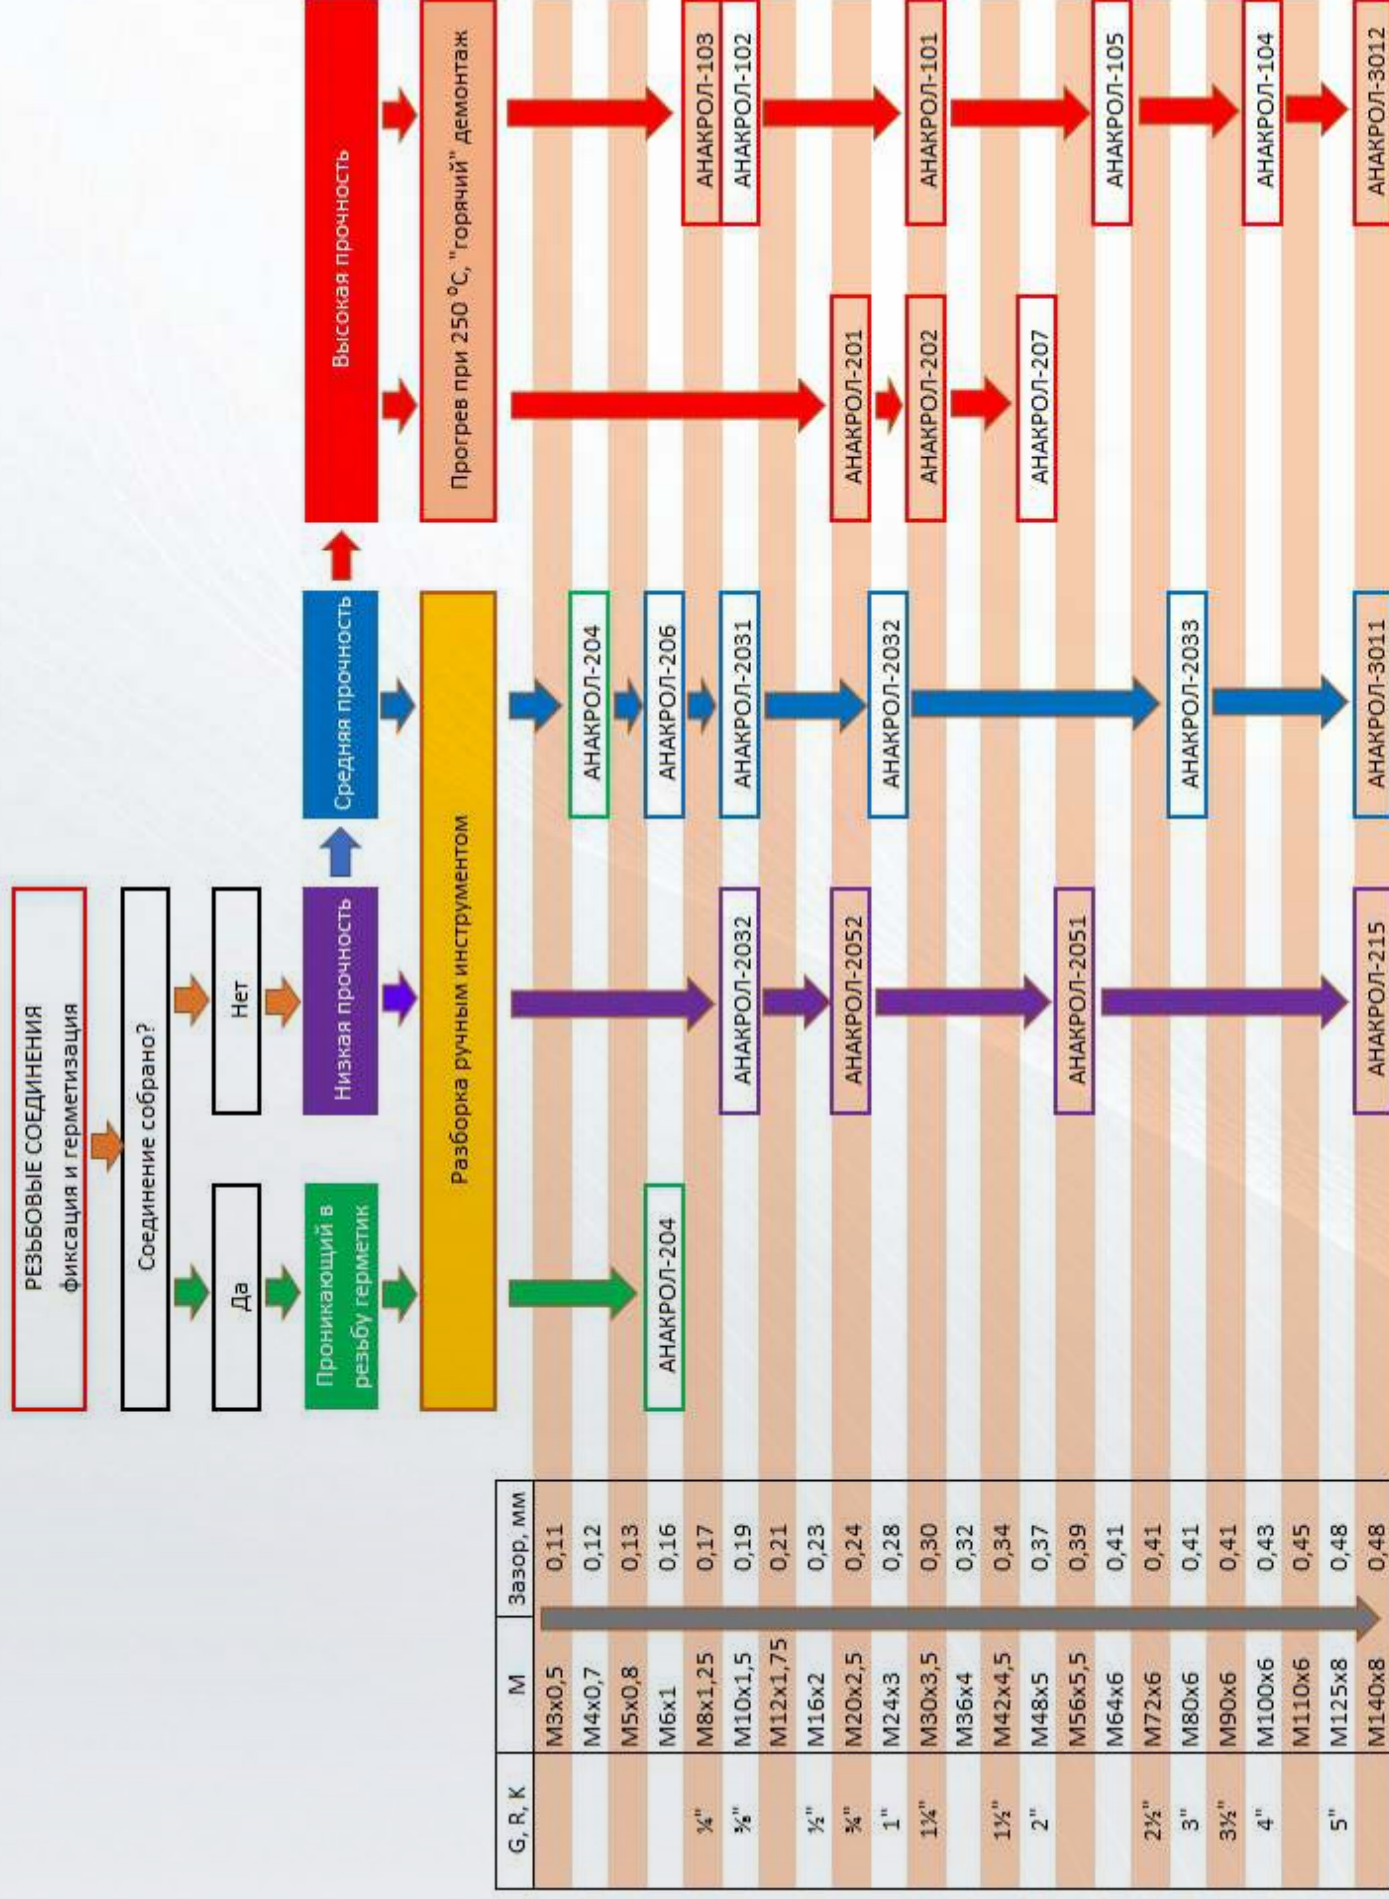 РЕЗЬБОВЫЕ СОЕДИНЕНИЯ
фиксация и герметизация
Соединение собрано?
Да
Нет
Проникающий в
резьбу герметик
Низкая прочность
Средняя прочность
Высокая прочность
Разборка ручным инструментом
Прогрев при 250 °С, "горячий" демонтаж
G, R, K M Зазор, мм
M3x0,5 0,11
M4x0,7 0,12 АНАКРОЛ-204
M5x0,8 0,13
M6x1 0,16 АНАКРОЛ-204 АНАКРОЛ-206
¼" M8x1,25 0,17 АНАКРОЛ-103
⅜" M10x1,5 0,19 АНАКРОЛ-2032 АНАКРОЛ-2031 АНАКРОЛ-102
M12x1,75 0,21
½" M16x2 0,23
¾" M20x2,5 0,24 АНАКРОЛ-2052 АНАКРОЛ-201
1" M24x3 0,28 АНАКРОЛ-2032
1¼" M30x3,5 0,30 АНАКРОЛ-202 АНАКРОЛ-101
M36x4 0,32
1½" M42x4,5 0,34
2" M48x5 0,37 АНАКРОЛ-207
M56x5,5 0,39 АНАКРОЛ-2051
M64x6 0,41 АНАКРОЛ-105
2½" M72x6 0,41
3" M80x6 0,41 АНАКРОЛ-2033
3½" M90x6 0,41
4" M100x6 0,43 АНАКРОЛ-104
M110x6 0,45
5" M125x8 0,48
M140x8 0,48 АНАКРОЛ-215 АНАКРОЛ-3011 АНАКРОЛ-3012